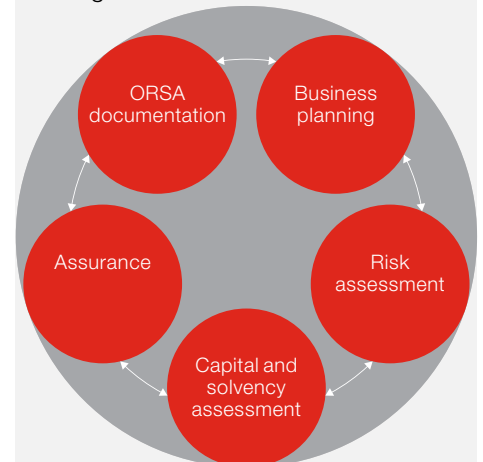 ORSA
documentation
Business
planning
Assurance
Risk
assessment
Capital and
solvency
assessment